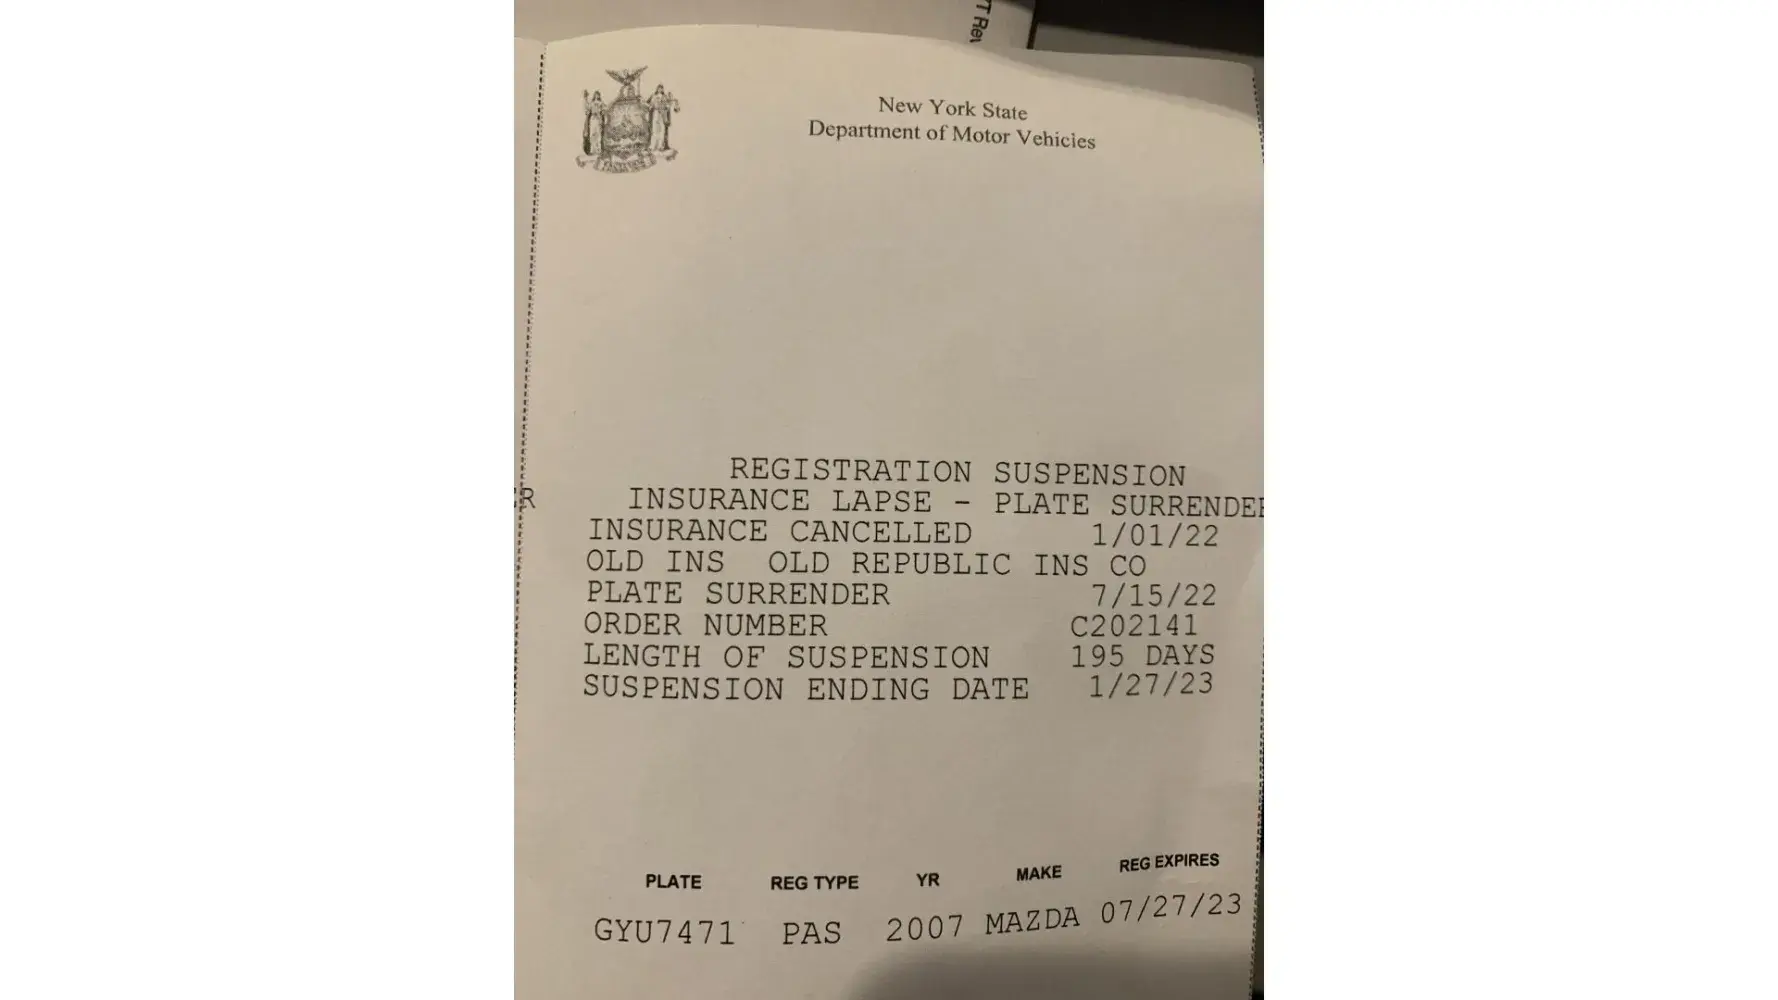 T Rev
New York State
Department of Motor Vehicles
REGISTRATION SUSPENSION
R INSURANCE LAPSE - PLATE SURRENDER
INSURANCE CANCELLED 1/01/22
OLD INS OLD REPUBLIC INS CO
PLATE SURRENDER 7/15/22
ORDER NUMBER C202141
LENGTH OF SUSPENSION 195 DAYS
SUSPENSION ENDING DATE 1/27/23
PLATE REG TYPE YR MAKE REG EXPIRES
GYU7471 PAS 2007 MAZDA 07/27/23